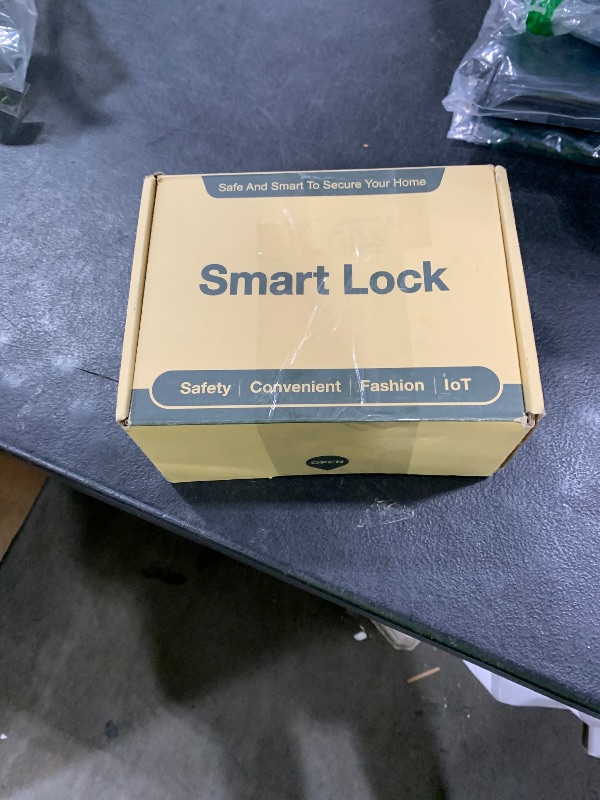 Safe And Smart To Secure Your Home
Smart Lock
Safety | Convenient | Fashion | IoT
OPEN